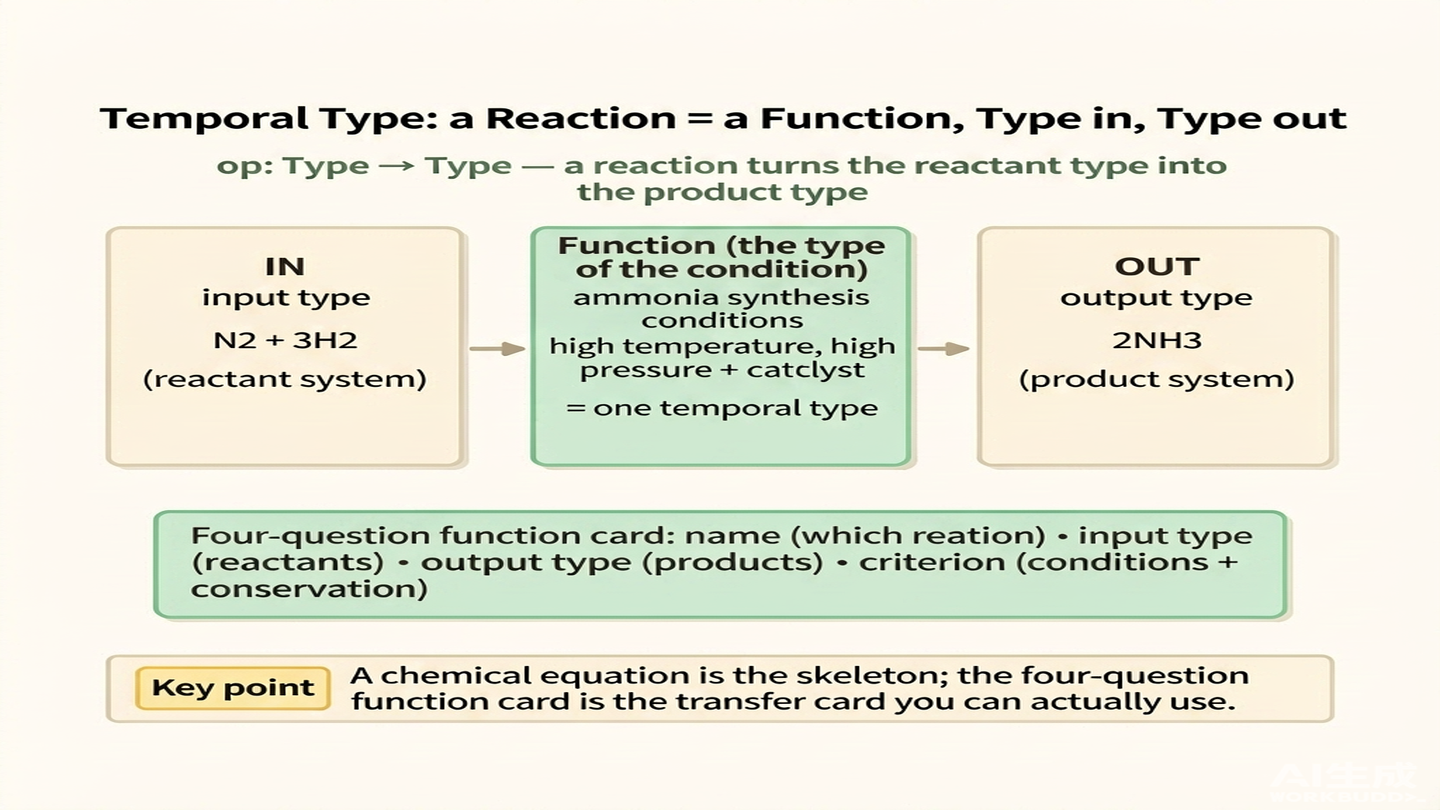 Temporal Type: a Reaction = a Function, Type in, Type out
op: Type → Type — a reaction turns the reactant type into
the product type
IN
input type
N2 + 3H2
(reactant system)
Function (the type
of the condition)
ammonia synthesis
conditions
high temperature, high
pressure + catclyst
= one temporal type
OUT
output type
2NH3
(product system)
Four-question function card: name (which reation) • input type
(reactants) • output type (products) • criterion (conditions +
conservation)
Key point
A chemical equation is the skeleton; the four-question
function card is the transfer card you can actually use.
AI生成